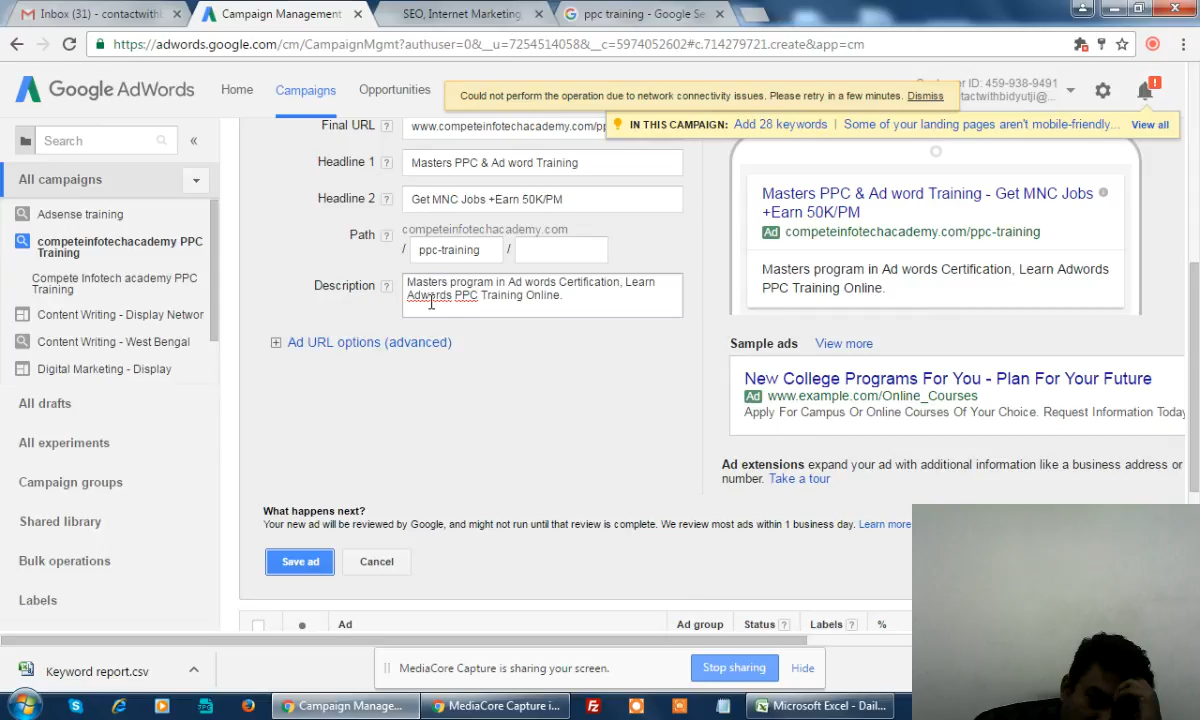 Inbox (31) - contactwithb
Campaign Management
SEO, Internet Marketing,
ppc training - Google Se
https://adwords.google.com/cm/CampaignMgmt?authuser=0&__u=7254514058&__c=5974052602#c.714279721.create&app=cm
Google AdWords
Home
Campaigns
Opportunities
Could not perform the operation due to network connectivity issues. Please retry in a few minutes. Dismiss
Customer ID: 459-938-9491
tactwithbidyutji@...
IN THIS CAMPAIGN: Add 28 keywords | Some of your landing pages aren't mobile-friendly... View all
Search
«
All campaigns
Adsense training
competeinfotechacademy PPC
Training
Compete Infotech academy PPC
Training
Content Writing - Display Networ
Content Writing - West Bengal
Digital Marketing - Display
All drafts
All experiments
Campaign groups
Shared library
Bulk operations
Labels
Final URL ? www.competeinfotechacademy.com/pp
Headline 1 ? Masters PPC & Ad word Training
Headline 2 ? Get MNC Jobs +Earn 50K/PM
Path ? competeinfotechacademy.com
/ ppc-training /
Description ? Masters program in Ad words Certification, Learn
Adwords PPC Training Online.
Ad URL options (advanced)
Masters PPC & Ad word Training - Get MNC Jobs
+Earn 50K/PM
Ad competeinfotechacademy.com/ppc-training
Masters program in Ad words Certification, Learn Adwords
PPC Training Online.
Sample ads View more
New College Programs For You - Plan For Your Future
Ad www.example.com/Online_Courses
Apply For Campus Or Online Courses Of Your Choice. Request Information Today
Ad extensions expand your ad with additional information like a business address or
number. Take a tour
What happens next?
Your new ad will be reviewed by Google, and might not run until that review is complete. We review most ads within 1 business day. Learn more
Save ad
Cancel
Ad
Ad group
Status ?
Labels ?
%
Keyword report.csv
MediaCore Capture is sharing your screen.
Stop sharing
Hide
Campaign Manage...
MediaCore Capture i...
Microsoft Excel - Dail...